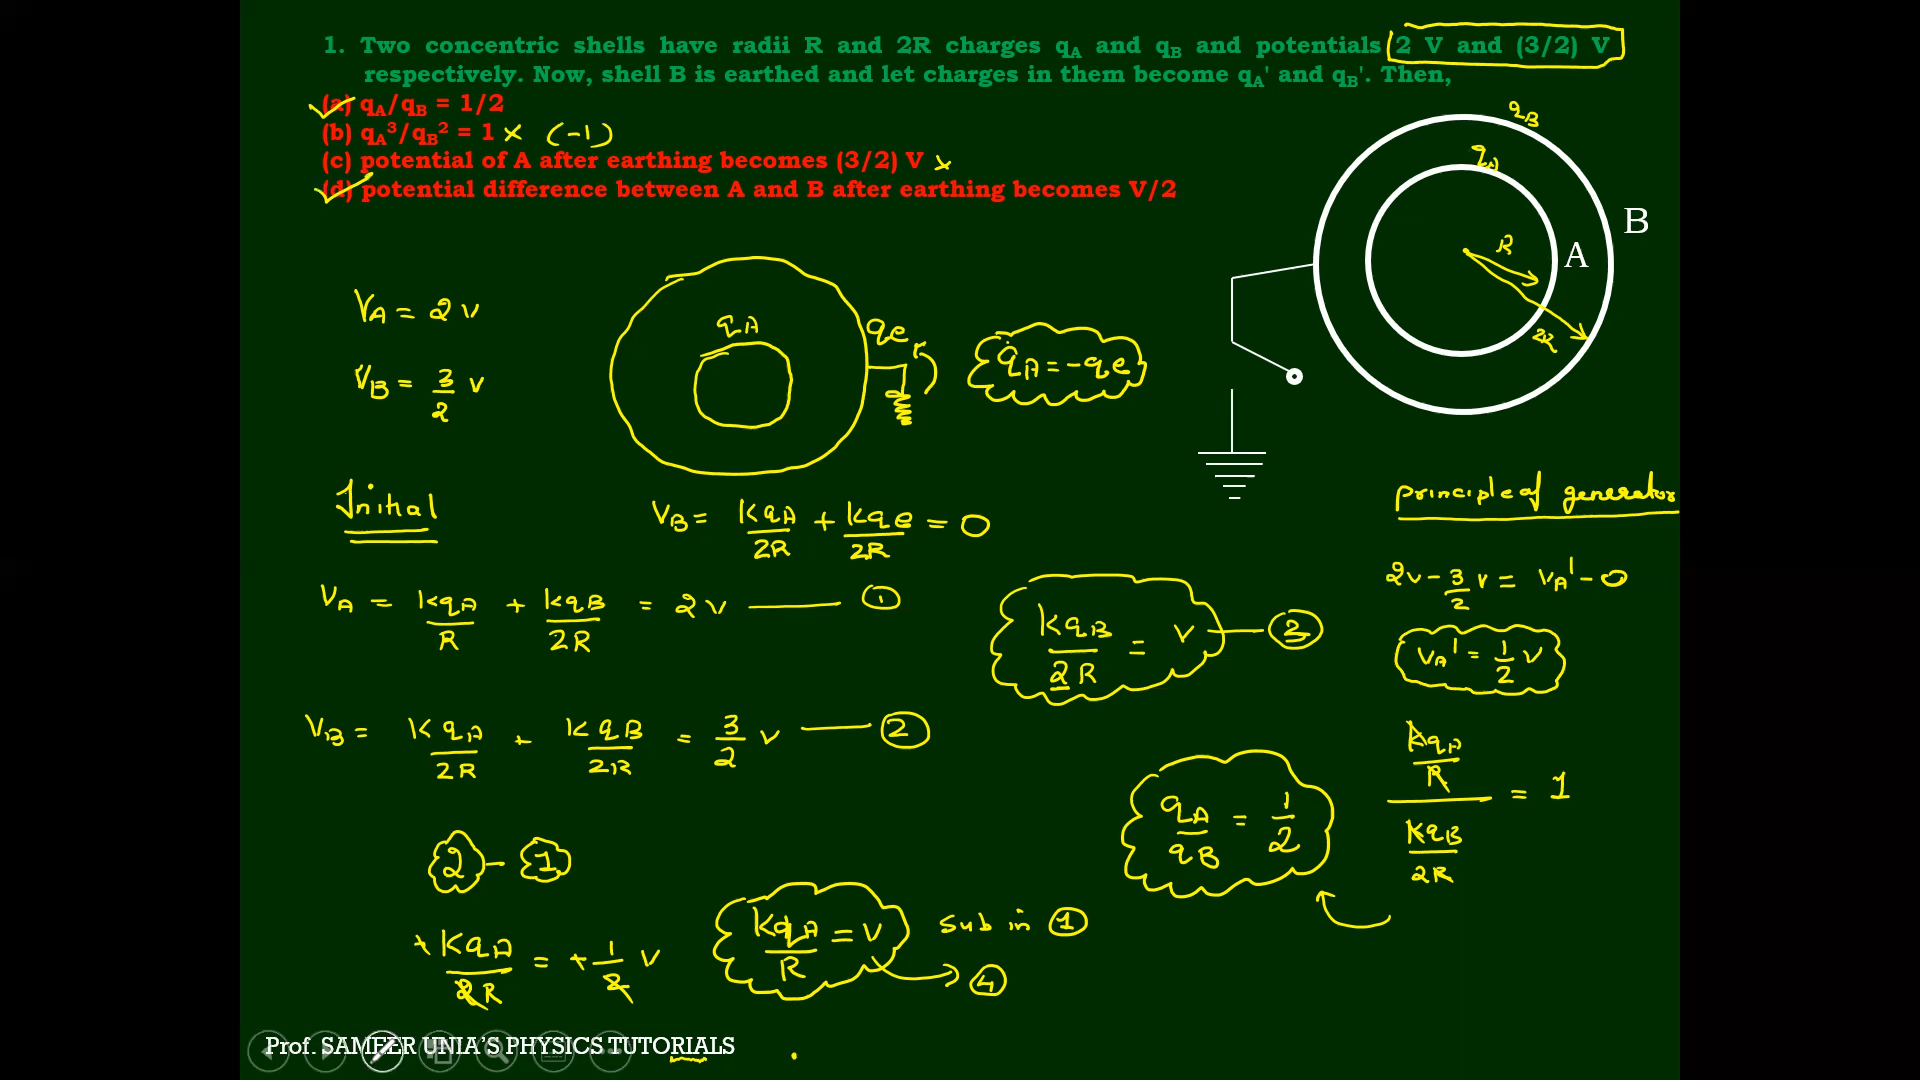 1. Two concentric shells have radii R and 2R charges qA and qB and potentials 2 V and (3/2) V
respectively. Now, shell B is earthed and let charges in them become qA' and qB'. Then,
(a) qA/qB = 1/2
(b) qA³/qB² = 1 × (-1)
(c) potential of A after earthing becomes (3/2) V ×
(d) potential difference between A and B after earthing becomes V/2
qB
qA
B
A
R
2R
VA = 2V
VB = 3/2 V
qA
qe
qA = -qe
Initial
VB = KqA/2R + Kqe/2R = 0
principle of generator
VA = KqA/R + KqB/2R = 2V — 1
KqB/2R = V — 3
2V - 3/2 V = VA' - 0
VA' = 1/2 V
VB = KqA/2R + KqB/2R = 3/2 V — 2
qA/qB = 1/2
KqA/R / KqB/2R = 1
2 - 1
+KqA/2R = +1/2 V
KqA/R = V sub in 1
4
Prof. SAMEER UNIA'S PHYSICS TUTORIALS